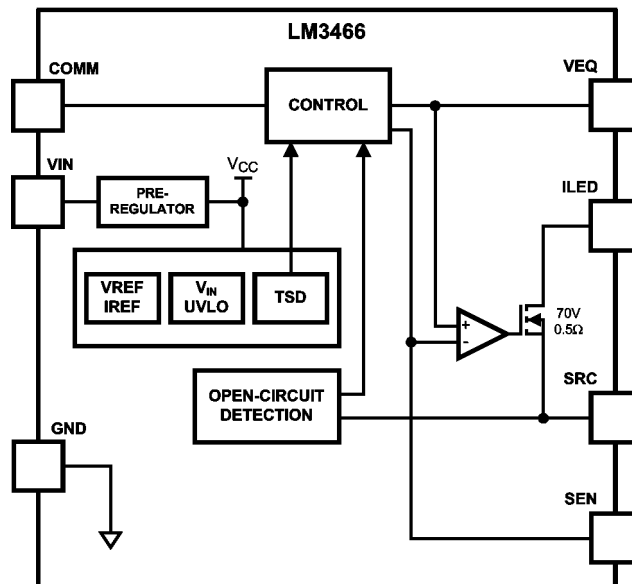 LM3466
COMM
VEQ
CONTROL
VIN
VCC
ILED
PRE-
REGULATOR
VREF
IREF
VIN
UVLO
TSD
+
-
70V
0.5Ω
OPEN-CIRCUIT
DETECTION
SRC
GND
SEN